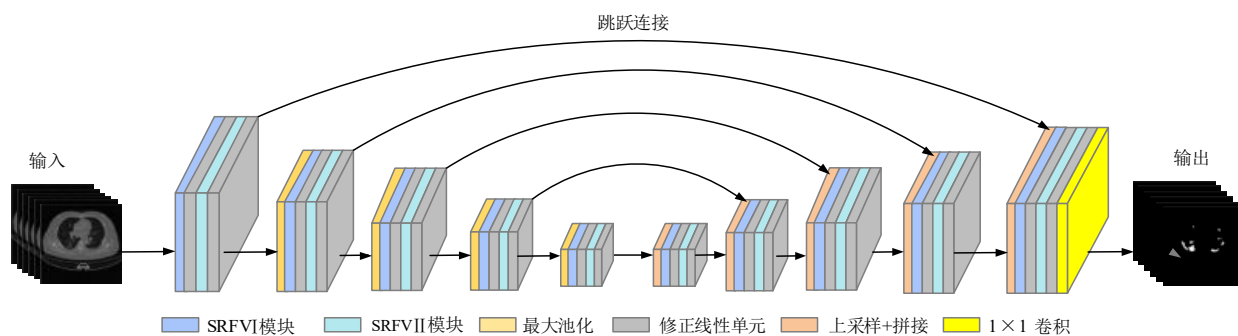 跳跃连接
输入
输出
SRFVⅠ模块
SRFVⅡ模块
最大池化
修正线性单元
上采样+拼接
1×1 卷积